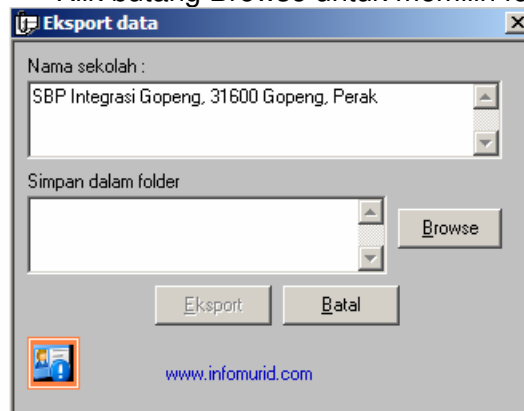 Eksport data
Nama sekolah :
SBP Integrasi Gopeng, 31600 Gopeng, Perak
Simpan dalam folder
Browse
Eksport Batal
www.infomurid.com